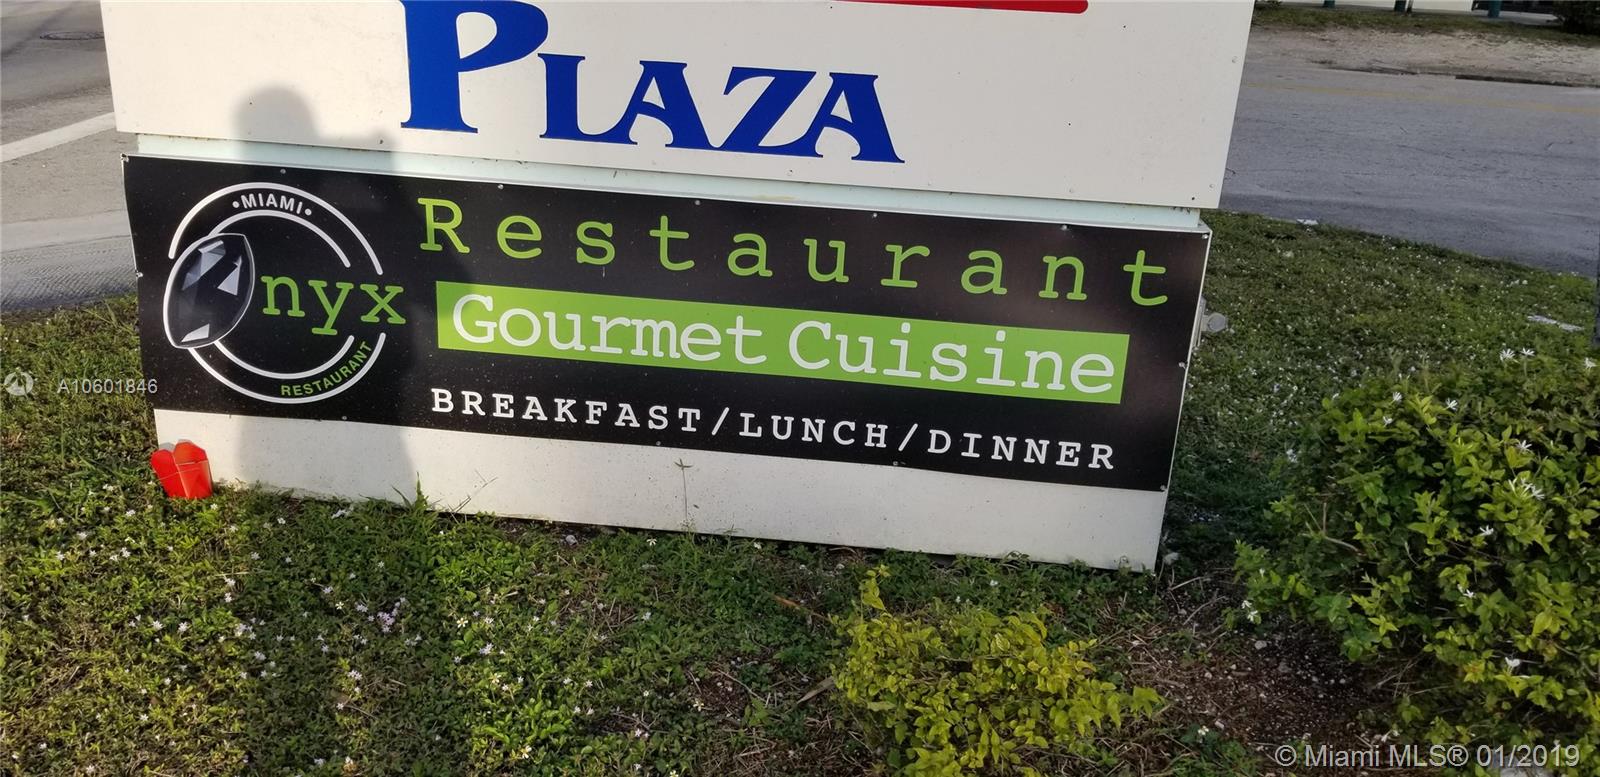 PLAZA
•MIAMI•
Onyx
RESTAURANT
Restaurant
Gourmet Cuisine
BREAKFAST/LUNCH/DINNER
A10601846
© Miami MLS® 01/2019